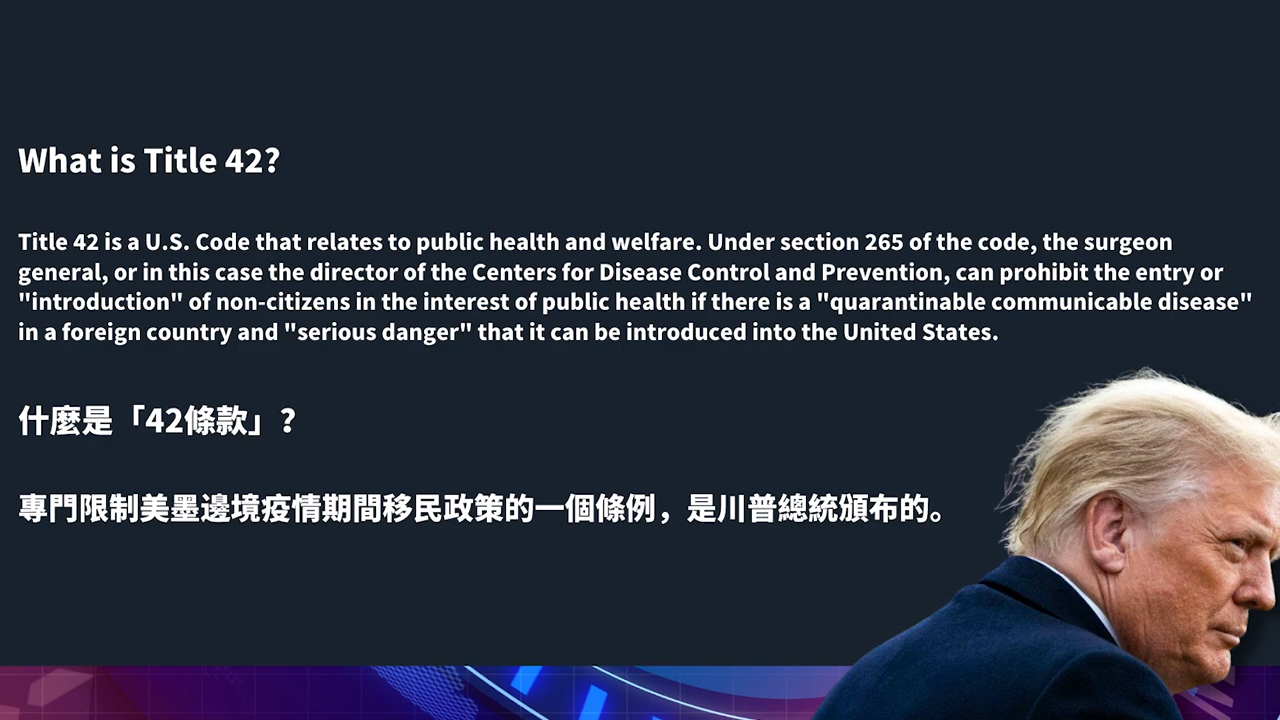 What is Title 42?
Title 42 is a U.S. Code that relates to public health and welfare. Under section 265 of the code, the surgeon
general, or in this case the director of the Centers for Disease Control and Prevention, can prohibit the entry or
"introduction" of non-citizens in the interest of public health if there is a "quarantinable communicable disease"
in a foreign country and "serious danger" that it can be introduced into the United States.
什麼是「42條款」?
專門限制美墨邊境疫情期間移民政策的一個條例，是川普總統頒布的。